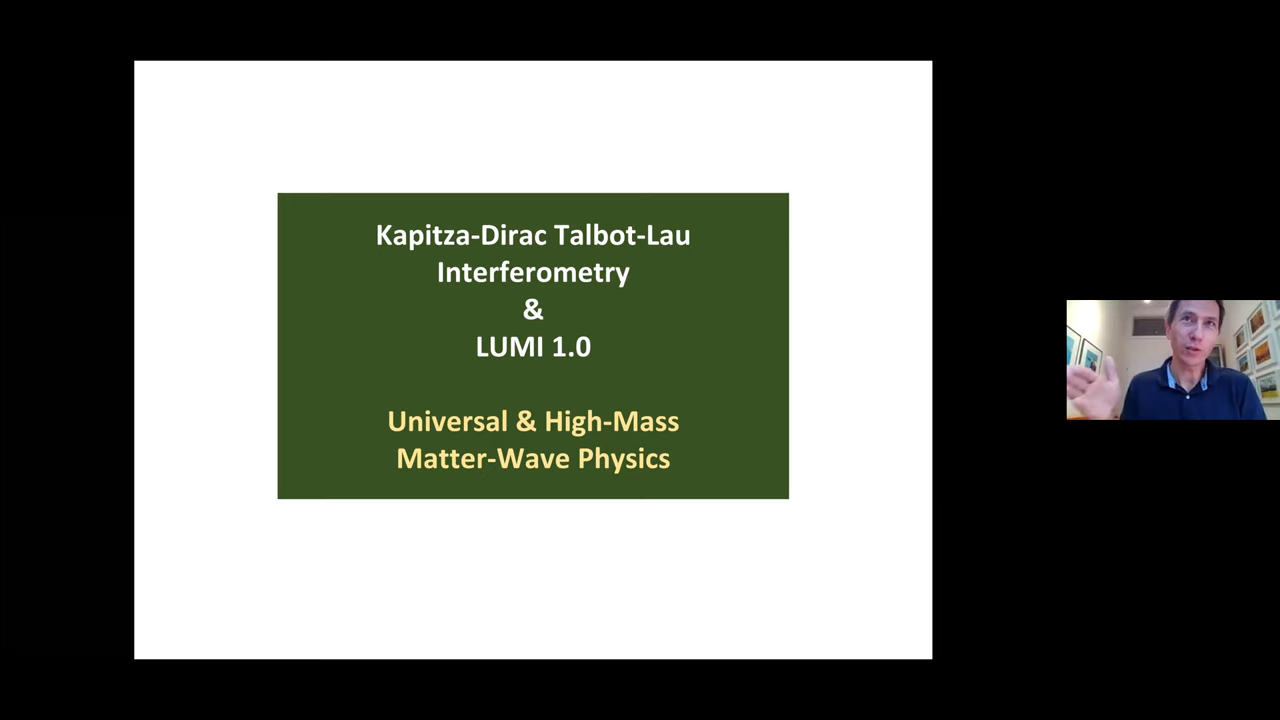 Kapitza-Dirac Talbot-Lau
Interferometry
&
LUMI 1.0
Universal & High-Mass
Matter-Wave Physics